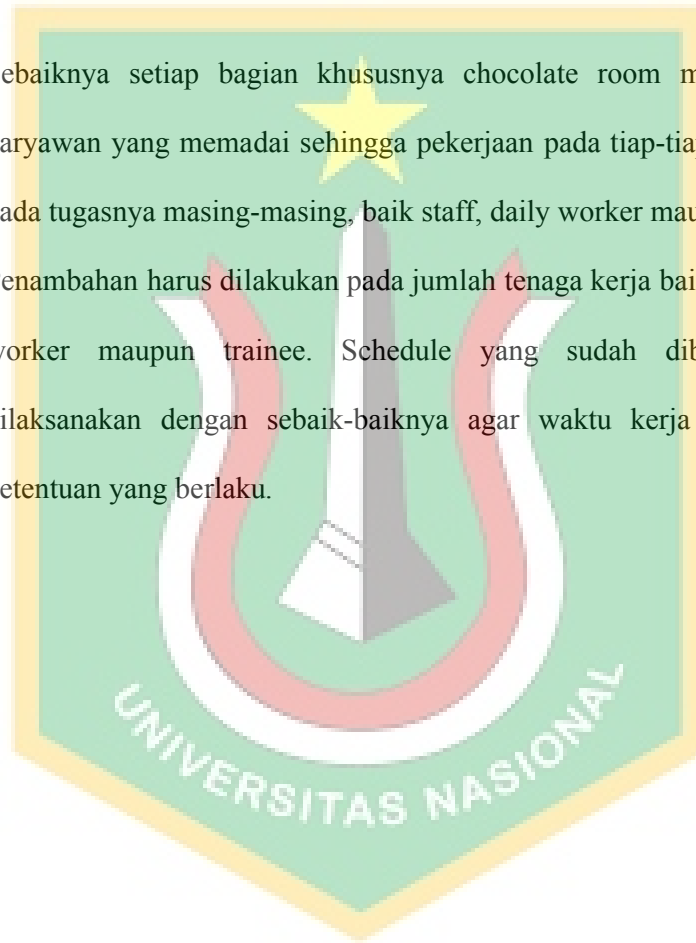 ebaiknya setiap bagian khususnya chocolate room m
aryawan yang memadai sehingga pekerjaan pada tiap-tiap
ada tugasnya masing-masing, baik staff, daily worker mau
enambahan harus dilakukan pada jumlah tenaga kerja bai
vorker maupun trainee. Schedule yang sudah dib
ilaksanakan dengan sebaik-baiknya agar waktu kerja
etentuan yang berlaku.
UNIVERSITAS NASIONAL